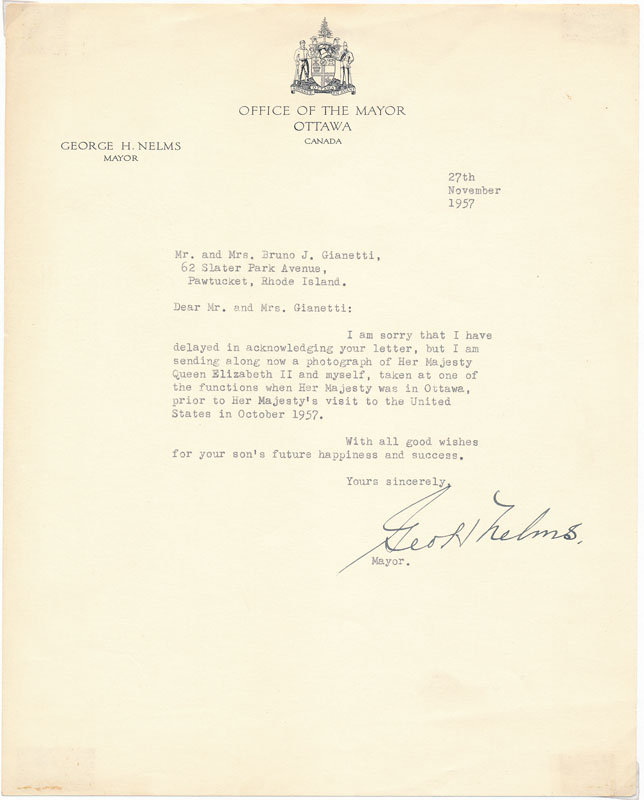 OFFICE OF THE MAYOR
OTTAWA
CANADA
GEORGE H. NELMS
MAYOR
27th
November
1957
Mr. and Mrs. Bruno J. Gianetti,
62 Slater Park Avenue,
Pawtucket, Rhode Island.
Dear Mr. and Mrs. Gianetti:
I am sorry that I have
delayed in acknowledging your letter, but I am
sending along now a photograph of Her Majesty
Queen Elizabeth II and myself, taken at one of
the functions when Her Majesty was in Ottawa,
prior to Her Majesty's visit to the United
States in October 1957.
With all good wishes
for your son's future happiness and success.
Yours sincerely,
Geo H Nelms.
Mayor.